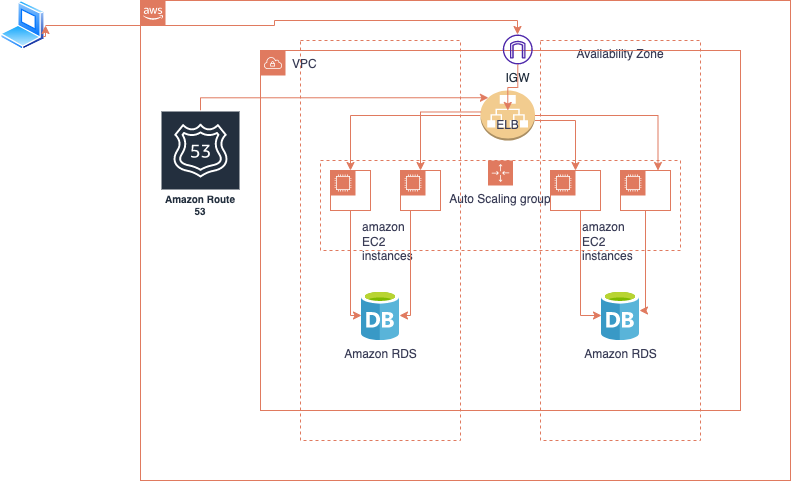 aws
VPC
Availability Zone
IGW
ELB
53
Amazon Route
53
Auto Scaling group
amazon
EC2
instances
amazon
EC2
instances
DB
DB
Amazon RDS
Amazon RDS